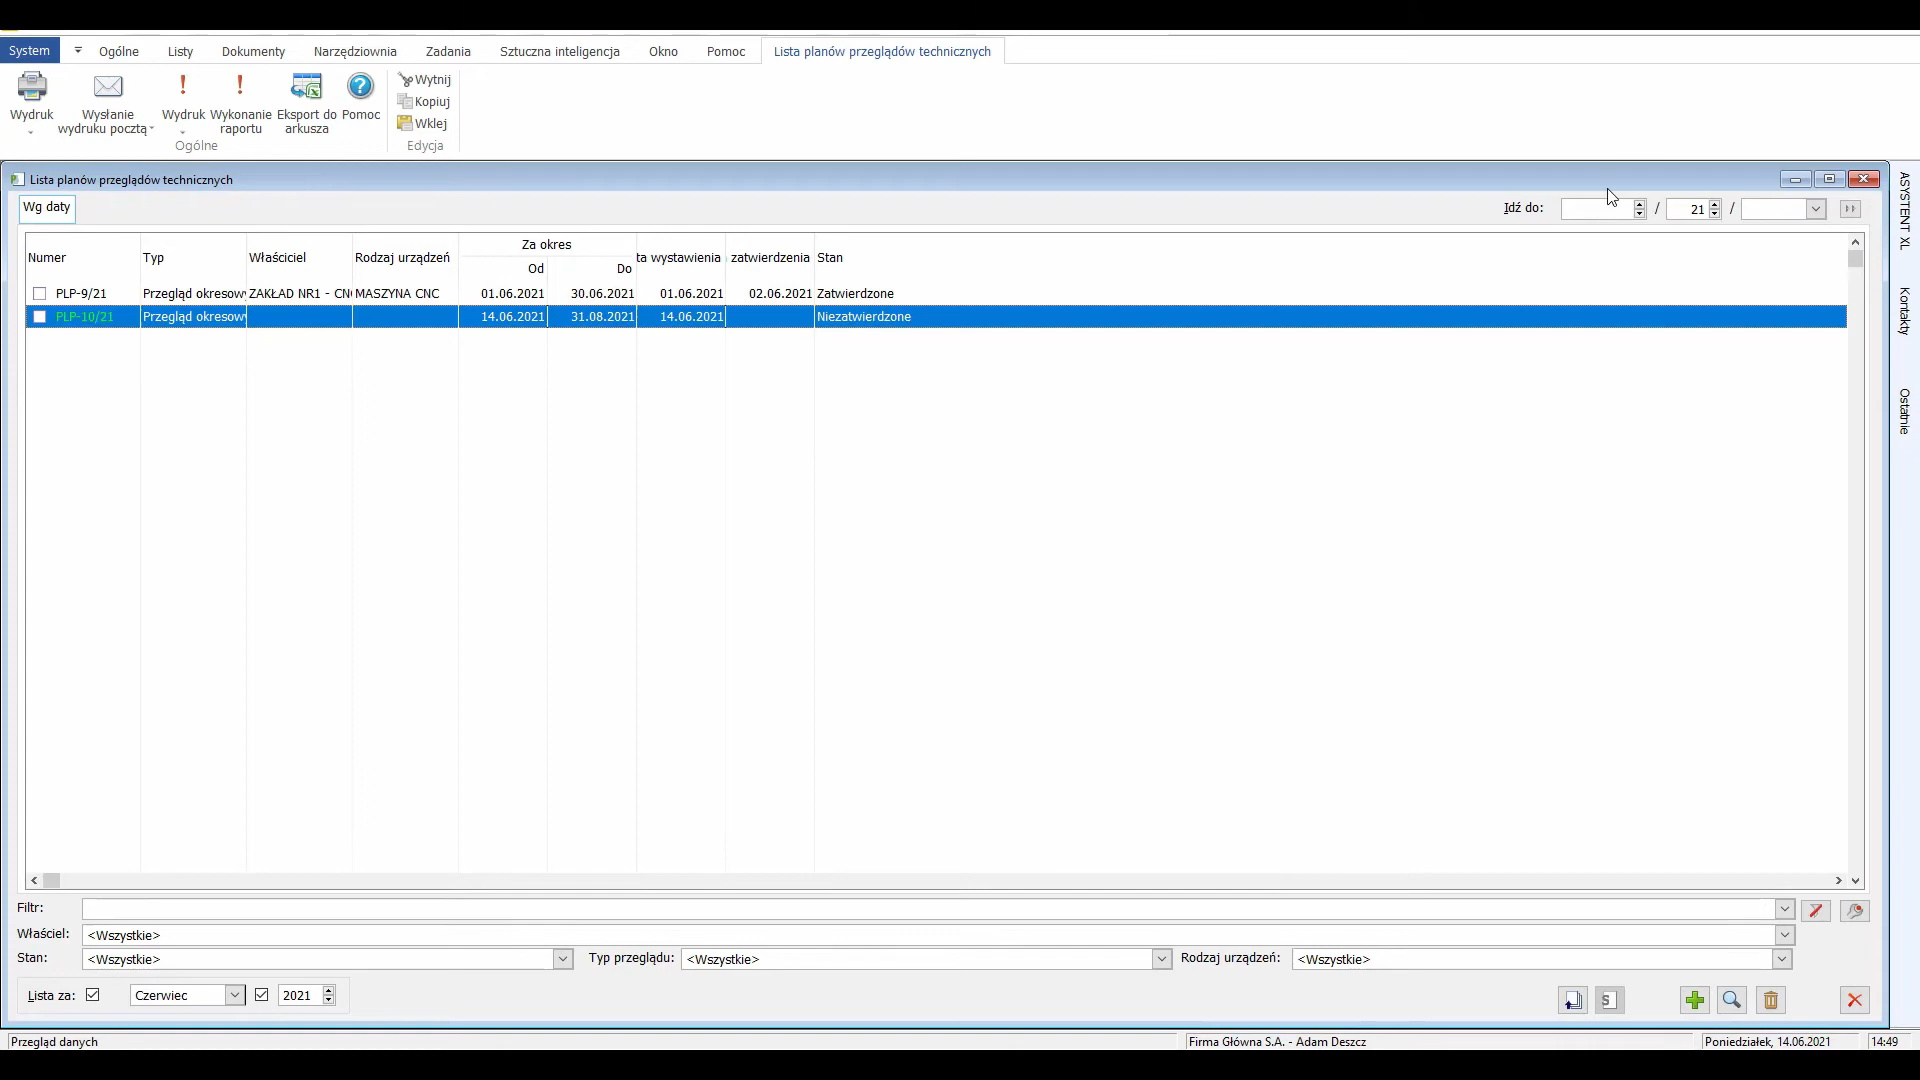 System Ogólne Listy Dokumenty Narzędziownia Zadania Sztuczna inteligencja Okno Pomoc Lista planów przeglądów technicznych
Wydruk
Wysłanie
wydruku pocztą
Wydruk
Wykonanie
raportu
Eksport do
arkusza
Pomoc
Wytnij
Kopiuj
Wklej
Ogólne Edycja
Lista planów przeglądów technicznych
Wg daty
Idź do: / 21 /
Za okres
Numer Typ Właściciel Rodzaj urządzeń Od Do ta wystawienia zatwierdzenia Stan
PLP-9/21 Przegląd okresowy ZAKŁAD NR1 - CN MASZYNA CNC 01.06.2021 30.06.2021 01.06.2021 02.06.2021 Zatwierdzone
PLP-10/21 Przegląd okresowy 14.06.2021 31.08.2021 14.06.2021 Niezatwierdzone
Filtr:
Właściel: <Wszystkie>
Stan: <Wszystkie> Typ przeglądu: <Wszystkie> Rodzaj urządzeń: <Wszystkie>
Lista za: Czerwiec 2021
S
ASYSTENT XL
Kontakty
Ostatnie
Przegląd danych Firma Główna S.A. - Adam Deszcz Poniedziałek, 14.06.2021 14:49